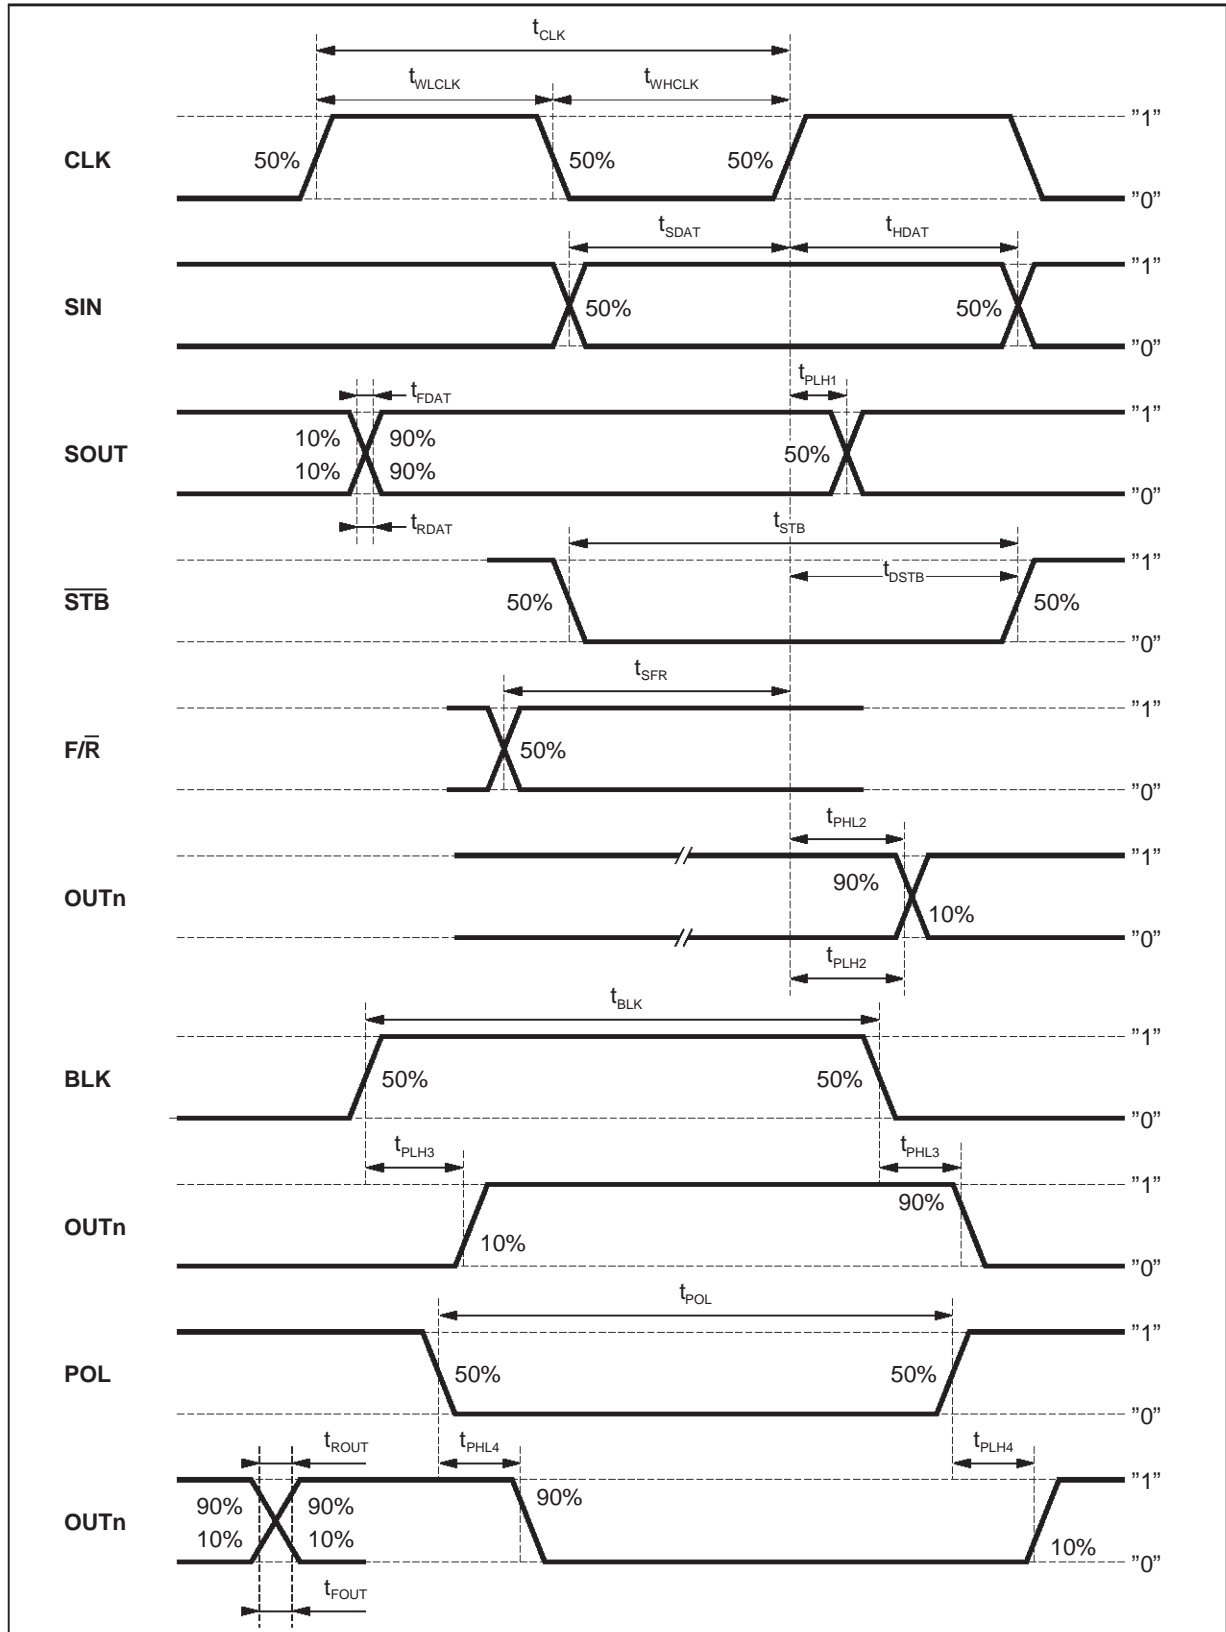 tCLK
tWLCLK tWHCLK
"1"
CLK 50% 50% 50%
"0"
tSDAT tHDAT
"1"
SIN 50% 50%
"0"
tFDAT tPLH1
"1"
10% 90%
SOUT 50%
10% 90%
"0"
tRDAT tSTB
"1"
tDSTB
S̅T̅B̅ 50% 50%
"0"
tSFR
"1"
F/R̅ 50%
"0"
tPHL2
"1"
90%
OUTn
10%
"0"
tPLH2
tBLK
"1"
BLK 50% 50%
"0"
tPLH3 tPHL3
"1"
90%
OUTn
10%
"0"
tPOL
"1"
POL 50% 50%
"0"
tROUT tPHL4 tPLH4
"1"
90% 90% 90%
OUTn
10% 10% 10%
"0"
tFOUT